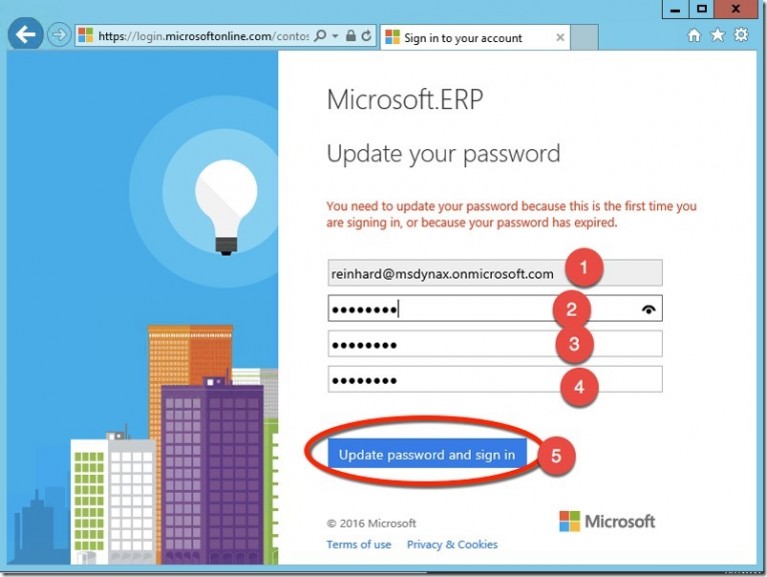 https://login.microsoftonline.com/contos
Sign in to your account
Microsoft.ERP
Update your password
You need to update your password because this is the first time you
are signing in, or because your password has expired.
reinhard@msdynax.onmicrosoft.com 1
2
3
4
Update password and sign in 5
© 2016 Microsoft
Microsoft
Terms of use Privacy & Cookies